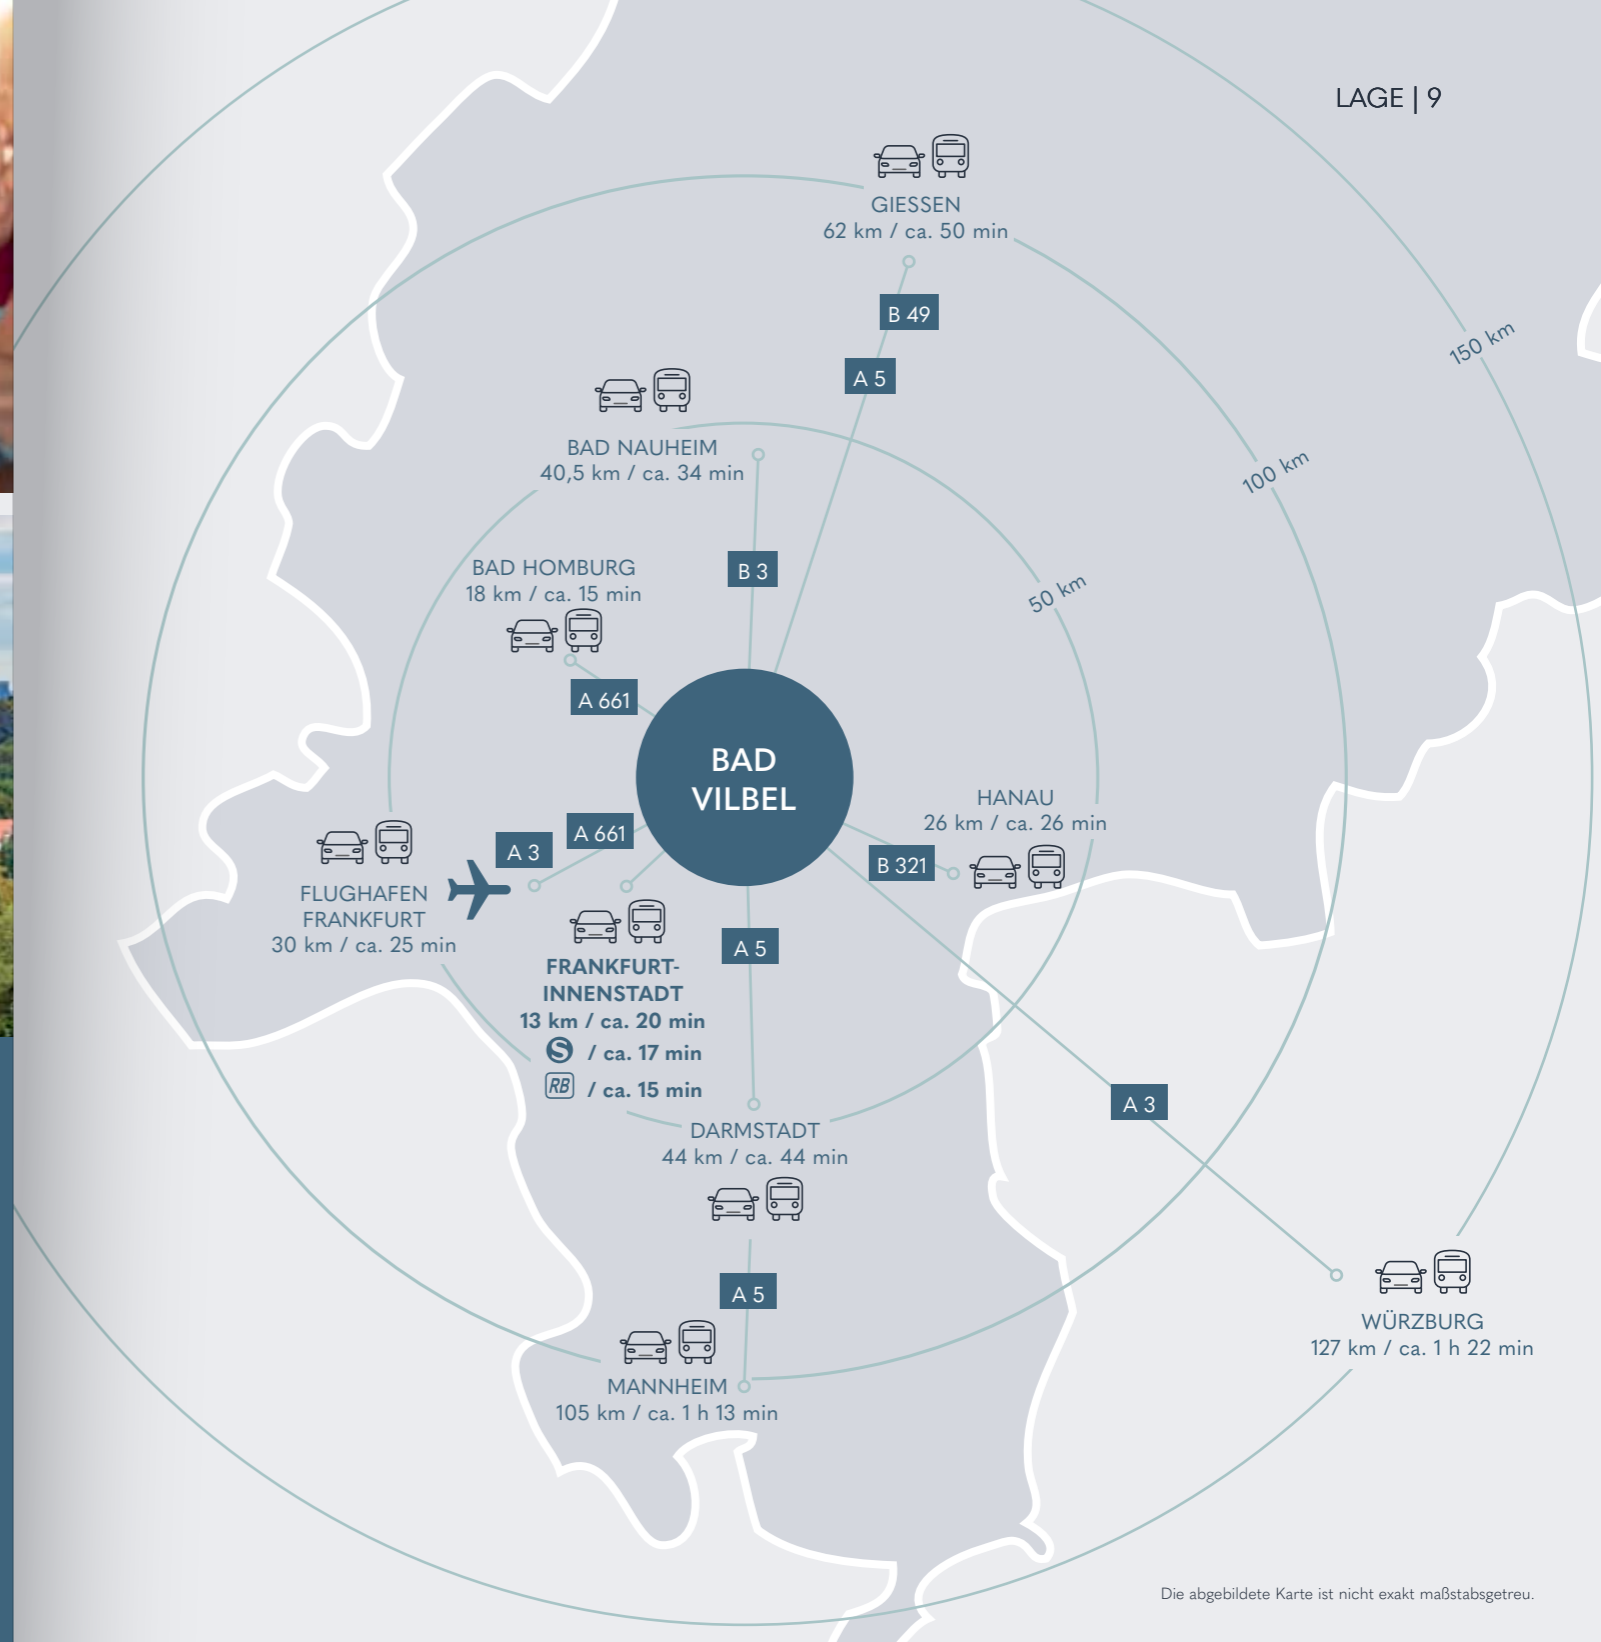 LAGE | 9
GIESSEN
62 km / ca. 50 min
B 49
150 km
A 5
BAD NAUHEIM
40,5 km / ca. 34 min
100 km
BAD HOMBURG
18 km / ca. 15 min
B 3
50 km
A 661
BAD
VILBEL
HANAU
26 km / ca. 26 min
A 661
A 3
B 321
FLUGHAFEN
FRANKFURT
30 km / ca. 25 min
A 5
FRANKFURT-
INNENSTADT
13 km / ca. 20 min
S / ca. 17 min
RB / ca. 15 min
A 3
DARMSTADT
44 km / ca. 44 min
A 5
WÜRZBURG
127 km / ca. 1 h 22 min
MANNHEIM
105 km / ca. 1 h 13 min
Die abgebildete Karte ist nicht exakt maßstabsgetreu.